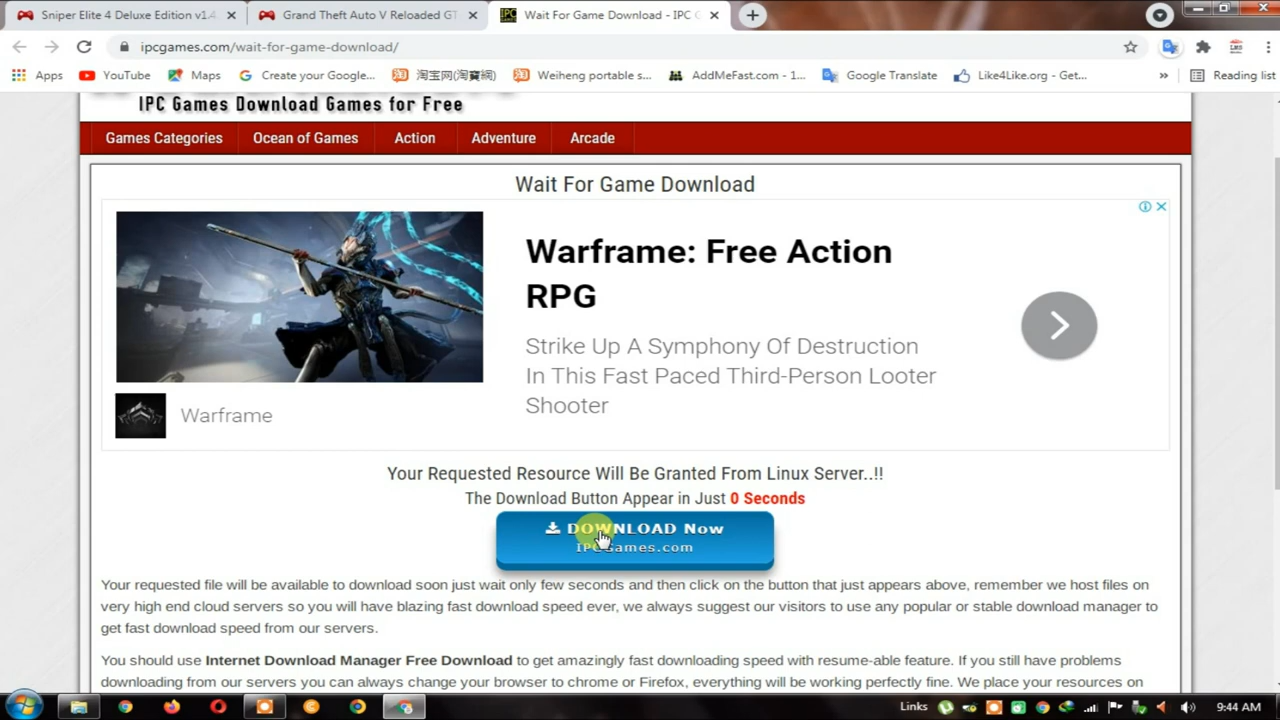 Sniper Elite 4 Deluxe Edition v1.4
Grand Theft Auto V Reloaded GT
Wait For Game Download - IPC G
ipcgames.com/wait-for-game-download/
Apps
YouTube
Maps
Create your Google...
淘宝网(淘寶網)
Weiheng portable s...
AddMeFast.com - 1...
Google Translate
Like4Like.org - Get...
»
Reading list
IPC Games Download Games for Free
Games Categories
Ocean of Games
Action
Adventure
Arcade
Wait For Game Download
Warframe: Free Action
RPG
Strike Up A Symphony Of Destruction
In This Fast Paced Third-Person Looter
Shooter
Warframe
Your Requested Resource Will Be Granted From Linux Server..!!
The Download Button Appear in Just 0 Seconds
DOWNLOAD Now
IPCGames.com
Your requested file will be available to download soon just wait only few seconds and then click on the button that just appears above, remember we host files on
very high end cloud servers so you will have blazing fast download speed ever, we always suggest our visitors to use any popular or stable download manager to
get fast download speed from our servers.
You should use Internet Download Manager Free Download to get amazingly fast downloading speed with resume-able feature. If you still have problems
downloading from our servers you can always change your browser to chrome or Firefox, everything will be working perfectly fine. We place your resources on
Links
9:44 AM